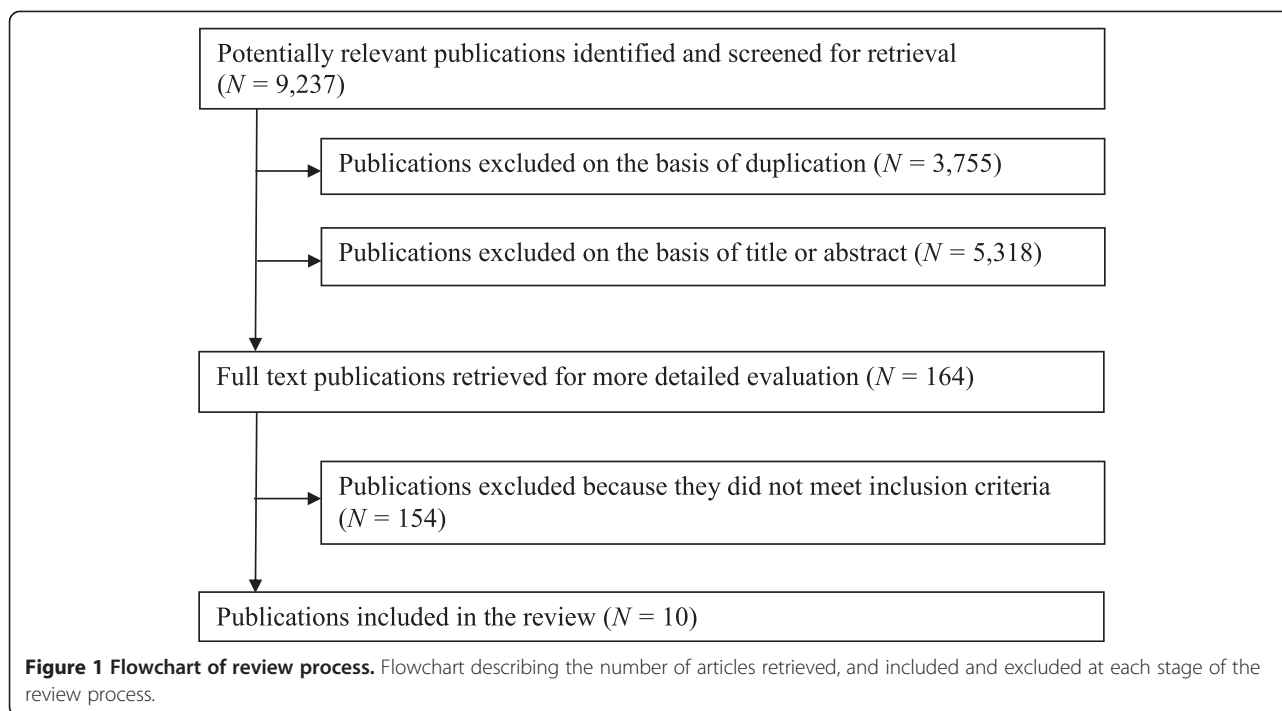 Potentially relevant publications identified and screened for retrieval
(N = 9,237)
Publications excluded on the basis of duplication (N = 3,755)
Publications excluded on the basis of title or abstract (N = 5,318)
Full text publications retrieved for more detailed evaluation (N = 164)
Publications excluded because they did not meet inclusion criteria
(N = 154)
Publications included in the review (N = 10)
Figure 1 Flowchart of review process. Flowchart describing the number of articles retrieved, and included and excluded at each stage of the
review process.